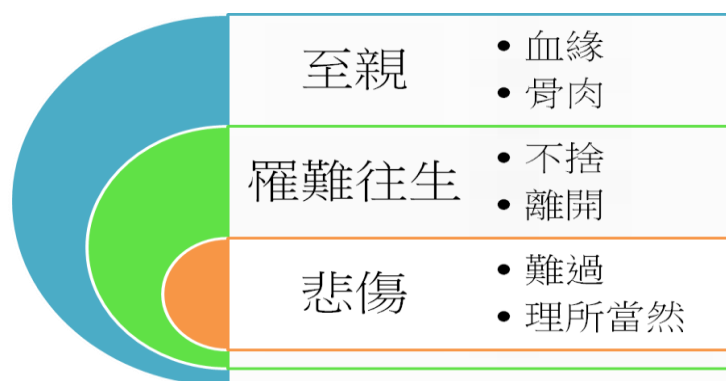 至親
• 血緣
• 骨肉
罹難往生
• 不捨
• 離開
悲傷
• 難過
• 理所當然